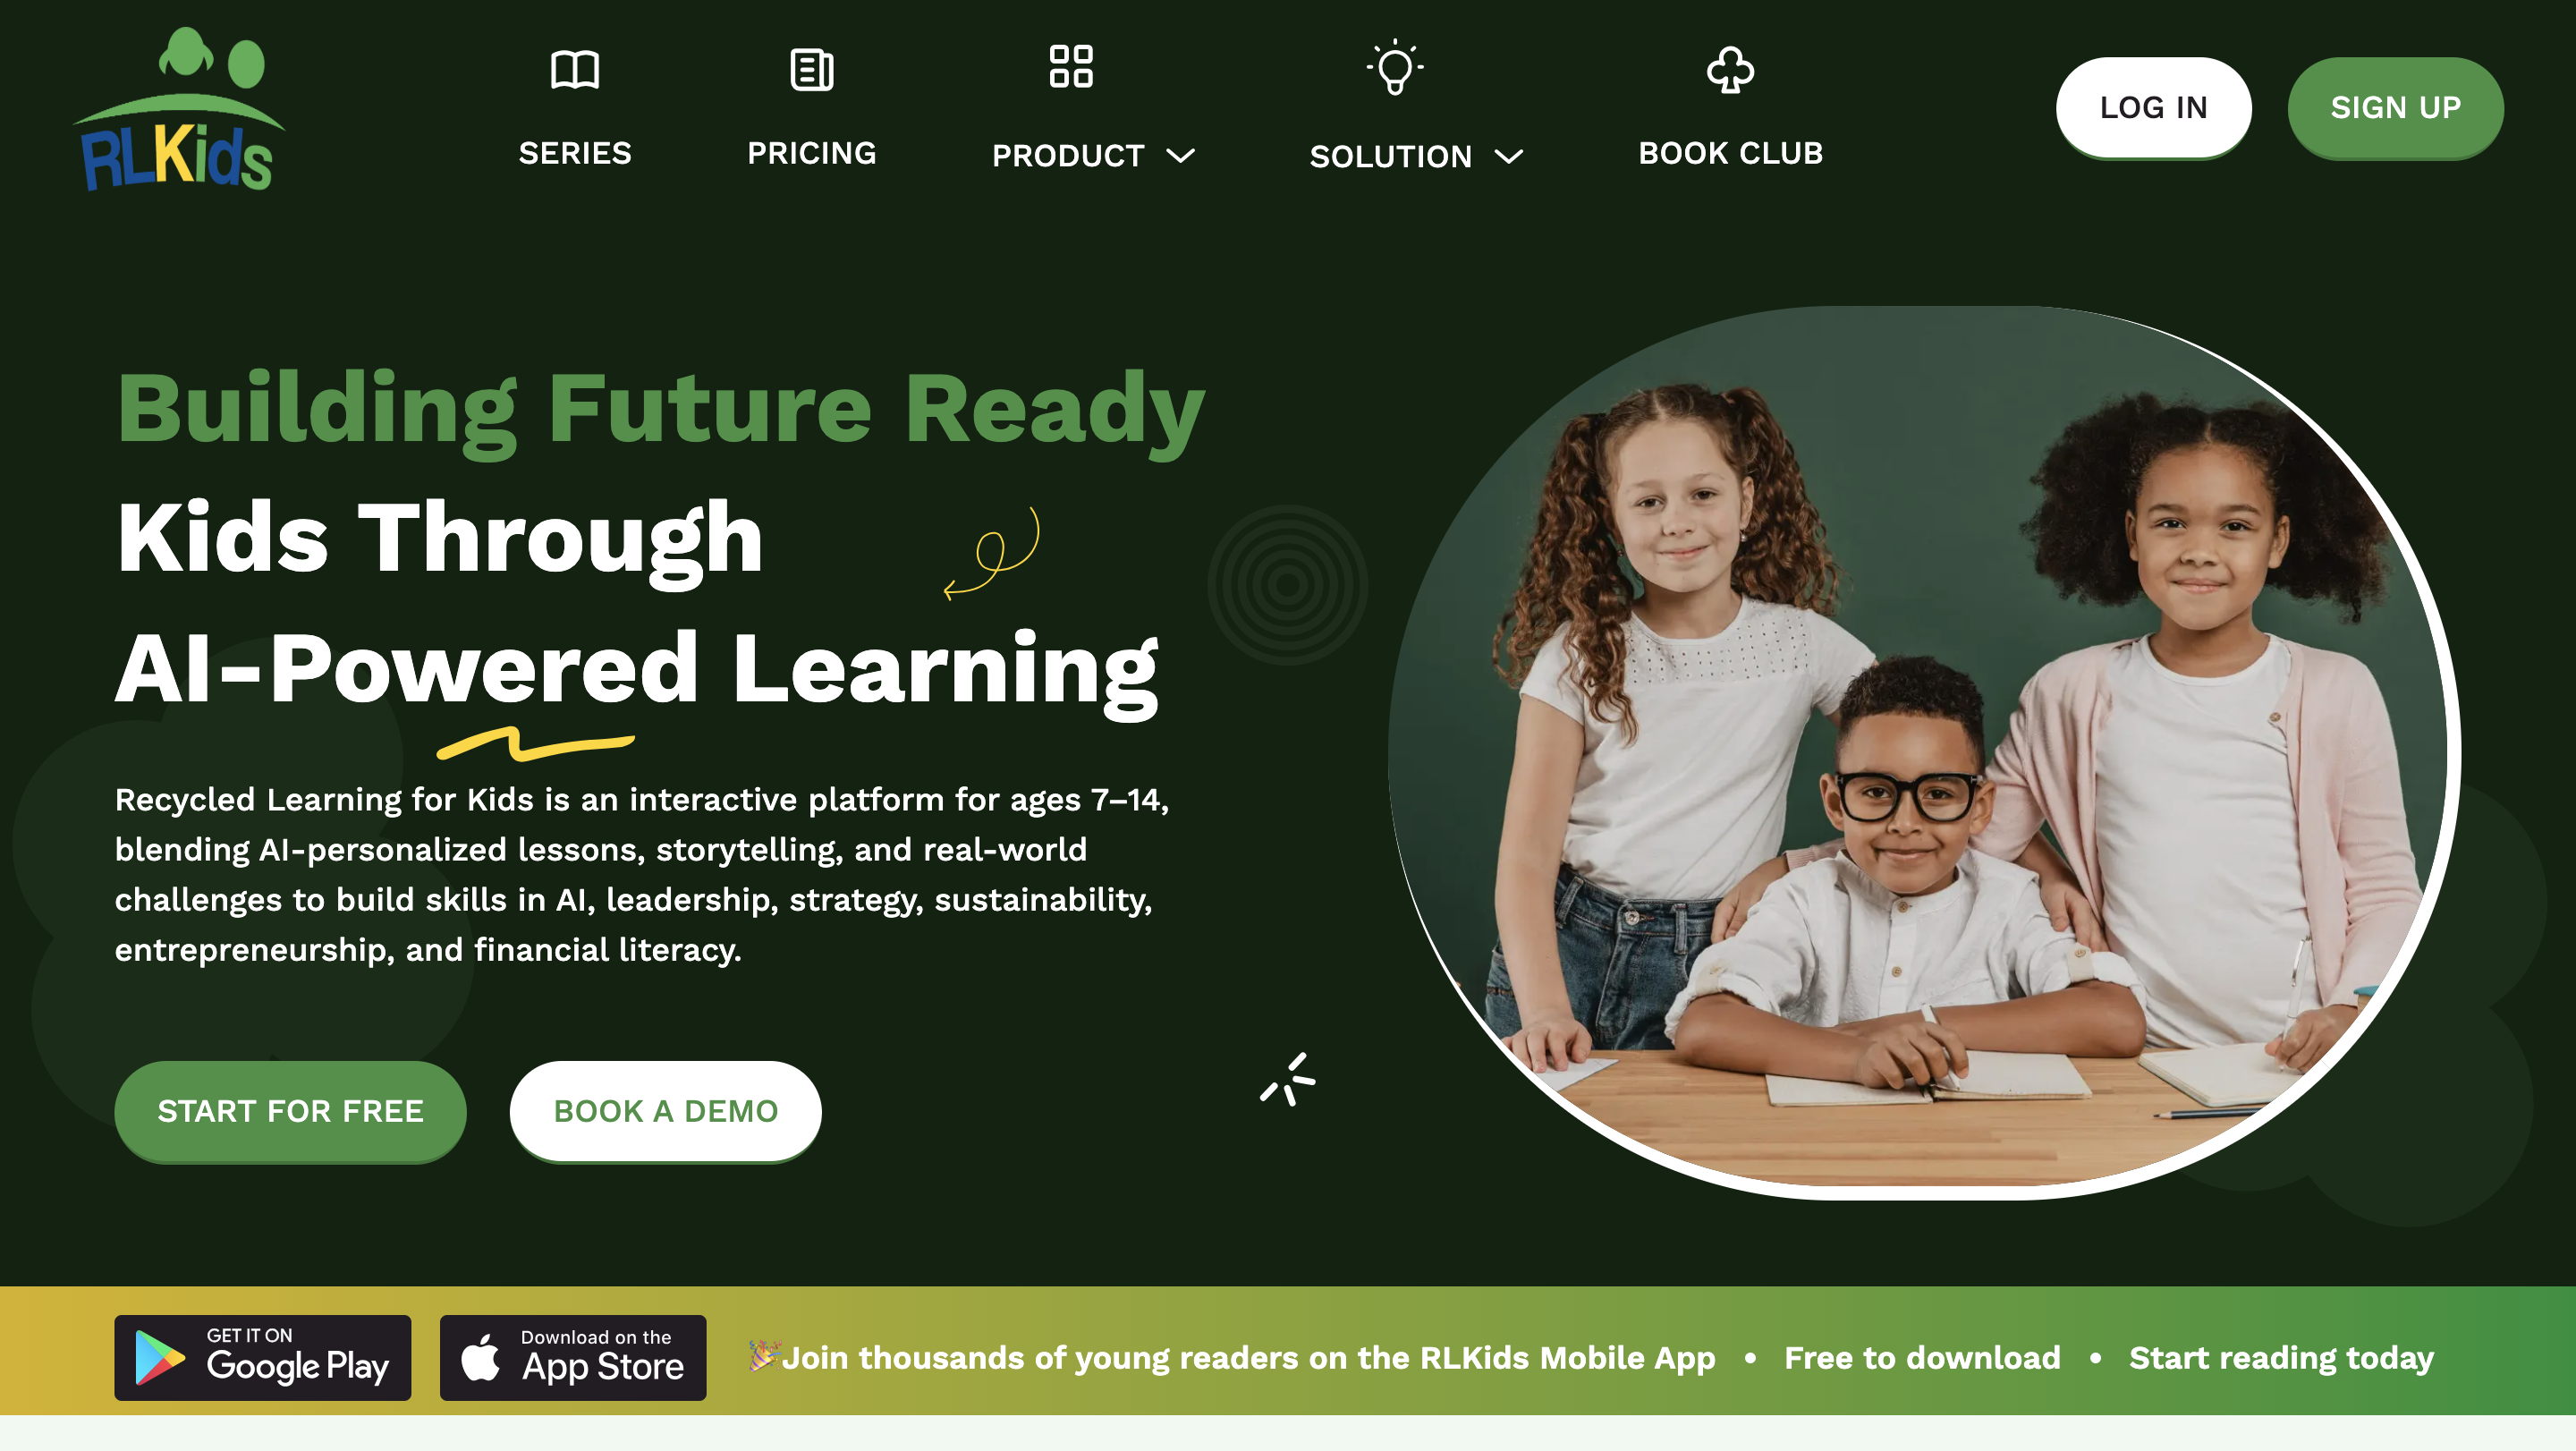 RLKids
SERIES
PRICING
PRODUCT
SOLUTION
BOOK CLUB
LOG IN
SIGN UP
Building Future Ready
Kids Through
AI-Powered Learning
Recycled Learning for Kids is an interactive platform for ages 7–14,
blending AI-personalized lessons, storytelling, and real-world
challenges to build skills in AI, leadership, strategy, sustainability,
entrepreneurship, and financial literacy.
START FOR FREE
BOOK A DEMO
GET IT ON
Google Play
Download on the
App Store
🎉Join thousands of young readers on the RLKids Mobile App • Free to download • Start reading today